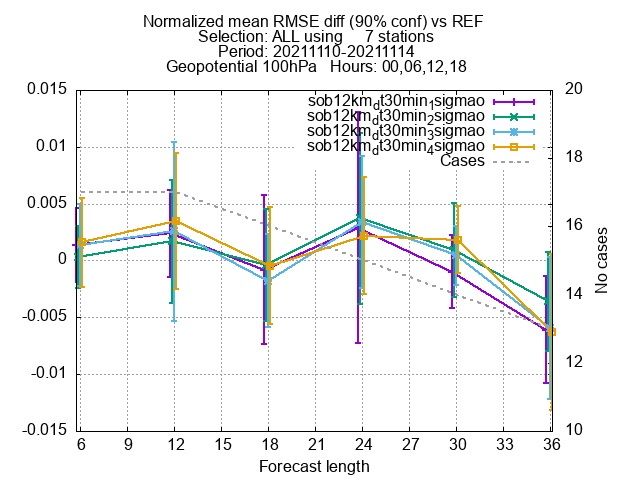 Normalized mean RMSE diff (90% conf) vs REF
Selection: ALL using 7 stations
Period: 20211110-20211114
Geopotential 100hPa Hours: 00,06,12,18
0.015 20
sob12km_dt30min_1sigmao
sob12km_dt30min_2sigmao
sob12km_dt30min_3sigmao
sob12km_dt30min_4sigmao
Cases
0.01 18
0.005 16
0
No cases
-0.005 14
-0.01 12
-0.015 10
6 9 12 15 18 21 24 27 30 33 36
Forecast length